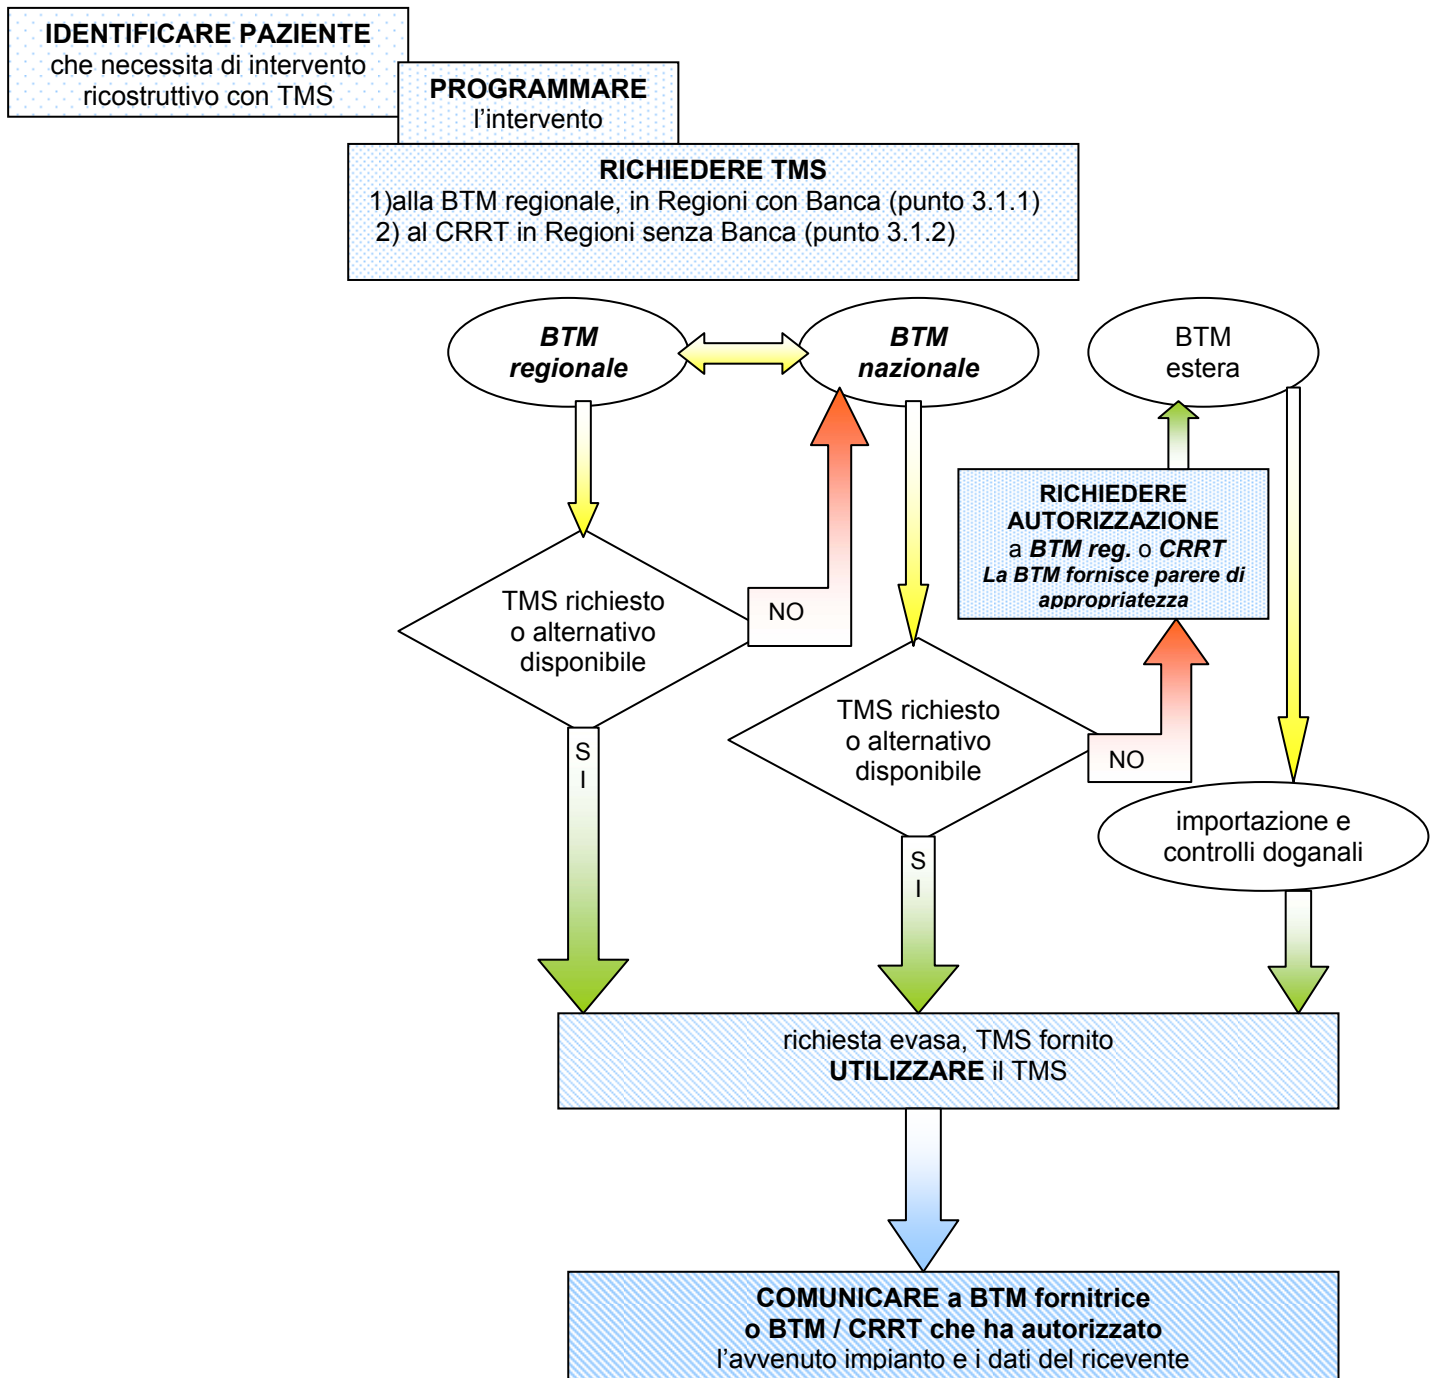 IDENTIFICARE PAZIENTE
che necessita di intervento
ricostruttivo con TMS
PROGRAMMARE
l'intervento
RICHIEDERE TMS
1)alla BTM regionale, in Regioni con Banca (punto 3.1.1)
2) al CRRT in Regioni senza Banca (punto 3.1.2)
BTM
regionale
BTM
nazionale
BTM
estera
RICHIEDERE
AUTORIZZAZIONE
a BTM reg. o CRRT
La BTM fornisce parere di
appropriatezza
TMS richiesto
o alternativo
disponibile
NO
TMS richiesto
o alternativo
disponibile
NO
S
I
S
I
importazione e
controlli doganali
richiesta evasa, TMS fornito
UTILIZZARE il TMS
COMUNICARE a BTM fornitrice
o BTM / CRRT che ha autorizzato
l'avvenuto impianto e i dati del ricevente